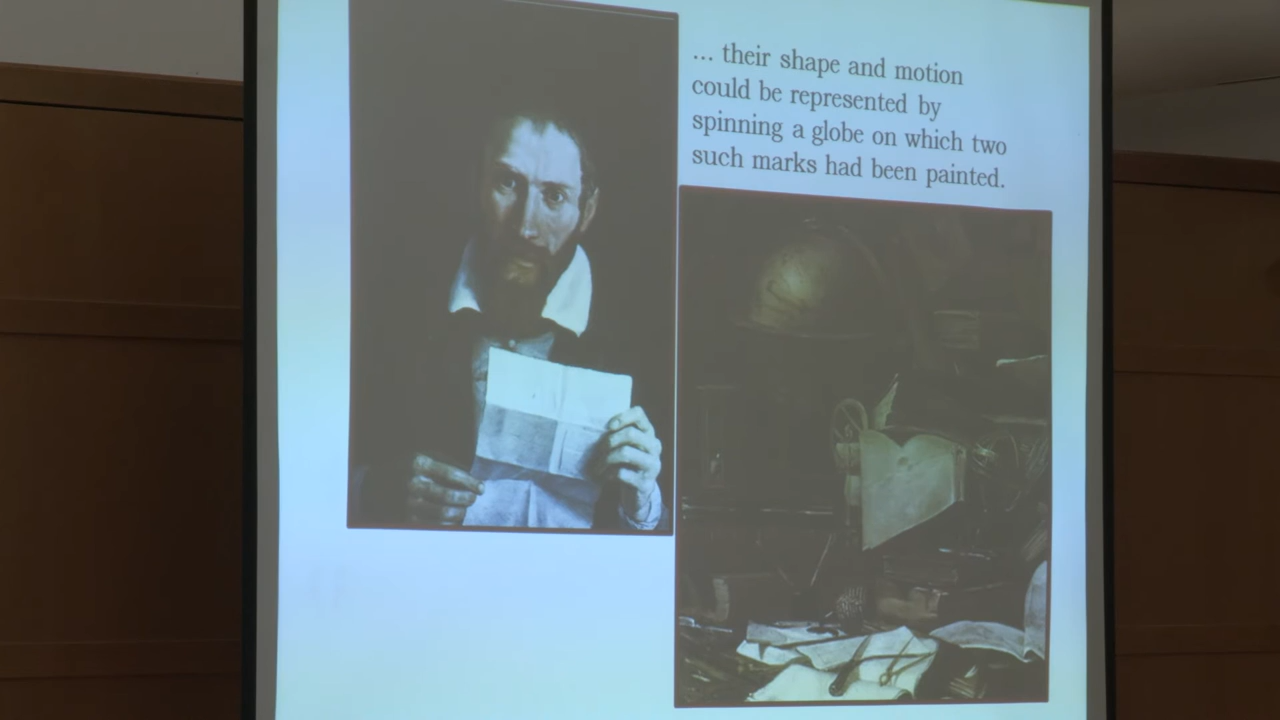 ... their shape and motion
could be represented by
spinning a globe on which two
such marks had been painted.